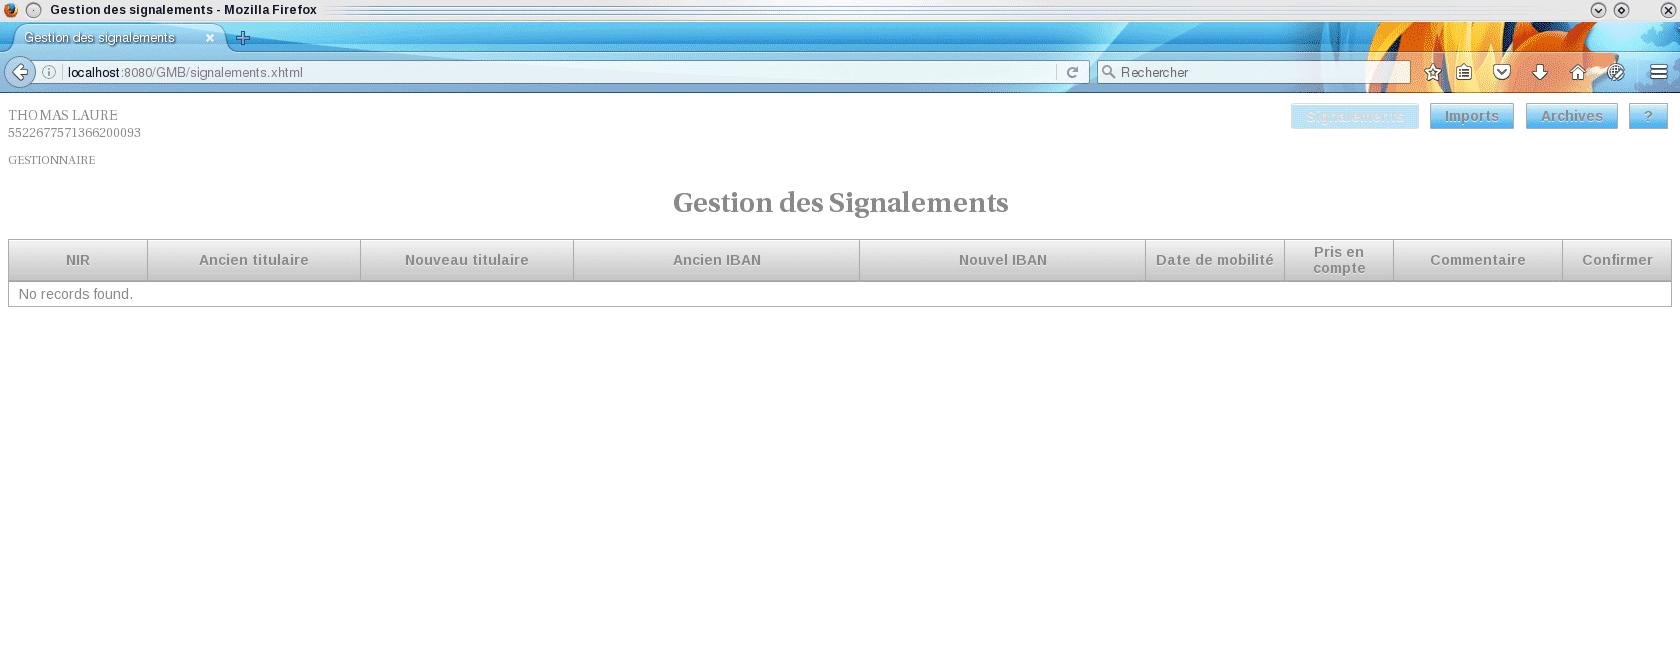 Gestion des signalements - Mozilla Firefox
Gestion des signalements
localhost:8080/GMB/signalements.xhtml
Rechercher
THOMAS LAURE
5522677571366200093
GESTIONNAIRE
Signalements Imports Archives ?
Gestion des Signalements
NIR Ancien titulaire Nouveau titulaire Ancien IBAN Nouvel IBAN Date de mobilité Pris en compte Commentaire Confirmer
No records found.